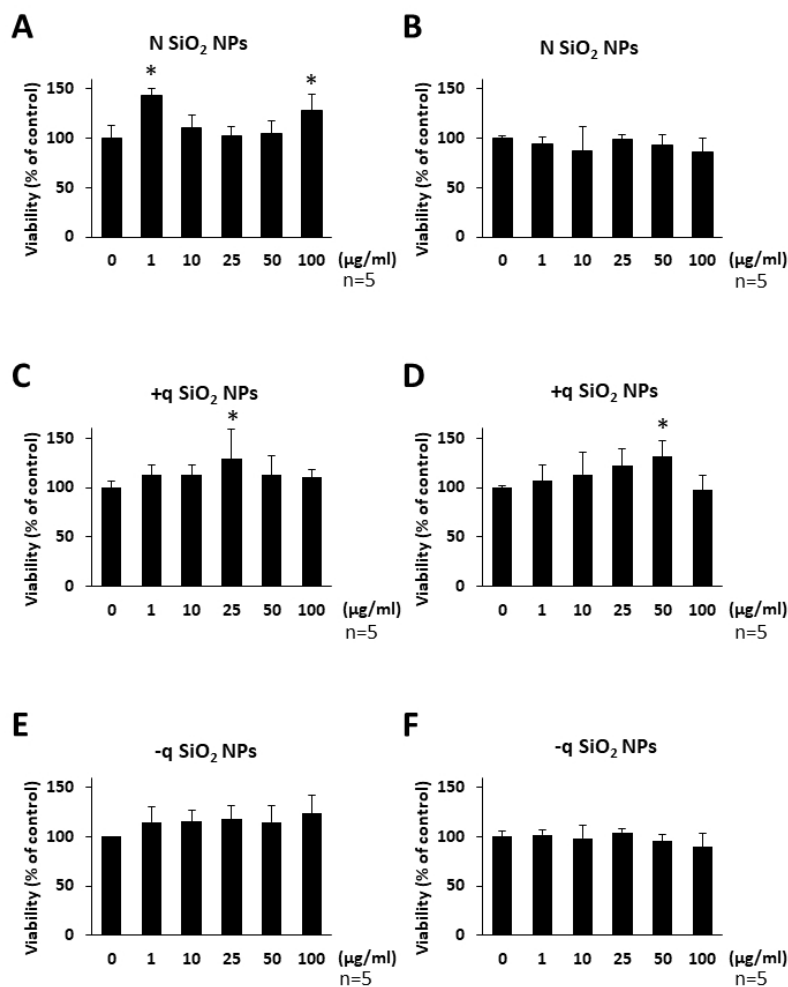 A
N SiO₂ NPs
* *
Viability (% of control)
150
100
50
0
0 1 10 25 50 100 (μg/ml)
n=5
B
N SiO₂ NPs
Viability (% of control)
150
100
50
0
0 1 10 25 50 100 (μg/ml)
n=5
C
+q SiO₂ NPs
*
Viability (% of control)
150
100
50
0
0 1 10 25 50 100 (μg/ml)
n=5
D
+q SiO₂ NPs
*
Viability (% of control)
150
100
50
0
0 1 10 25 50 100 (μg/ml)
n=5
E
-q SiO₂ NPs
Viability (% of control)
150
100
50
0
0 1 10 25 50 100 (μg/ml)
n=5
F
-q SiO₂ NPs
Viability (% of control)
150
100
50
0
0 1 10 25 50 100 (μg/ml)
n=5